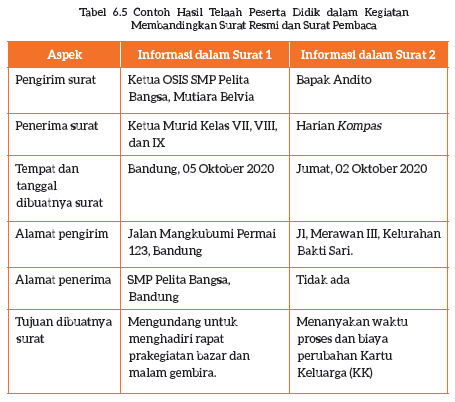 Tabel 6.5 Contoh Hasil Telaah Peserta Didik dalam Kegiatan
Membandingkan Surat Resmi dan Surat Pembaca
Aspek Informasi dalam Surat 1 Informasi dalam Surat 2
Pengirim surat Ketua OSIS SMP Pelita Bapak Andito
Bangsa, Mutiara Belvia
Penerima surat Ketua Murid Kelas VII, VIII, Harian Kompas
dan IX
Tempat dan Bandung, 05 Oktober 2020 Jumat, 02 Oktober 2020
tanggal
dibuatnya surat
Alamat pengirim Jalan Mangkubumi Permai Jl, Merawan III, Kelurahan
123, Bandung Bakti Sari.
Alamat penerima SMP Pelita Bangsa, Tidak ada
Bandung
Tujuan dibuatnya Mengundang untuk Menanyakan waktu
surat menghadiri rapat proses dan biaya
prakegiatan bazar dan perubahan Kartu
malam gembira. Keluarga (KK)